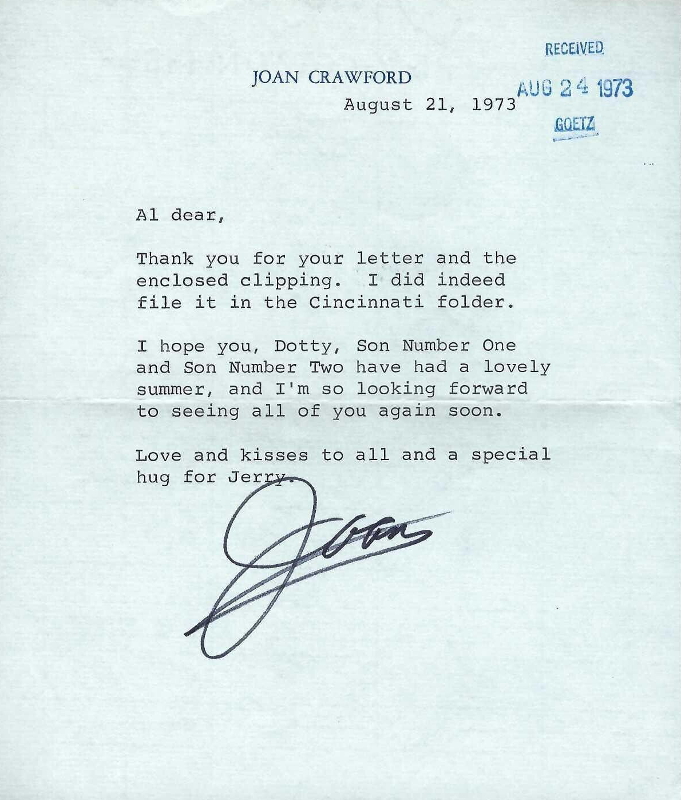 RECEIVED
JOAN CRAWFORD
AUG 24 1973
August 21, 1973
GOETZ
Al dear,
Thank you for your letter and the
enclosed clipping.  I did indeed
file it in the Cincinnati folder.
I hope you, Dotty, Son Number One
and Son Number Two have had a lovely
summer, and I'm so looking forward
to seeing all of you again soon.
Love and kisses to all and a special
hug for Jerry.
Joan